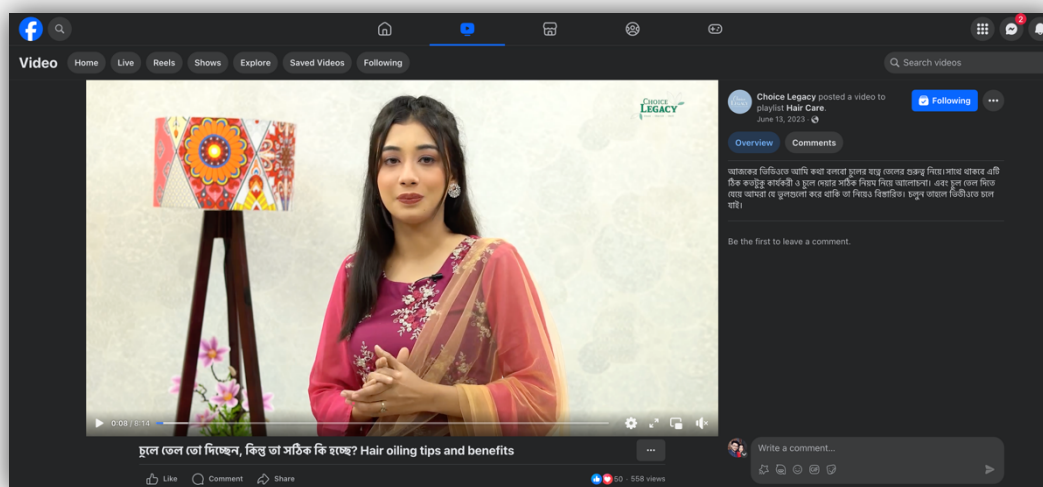 2
Video
Home
Live
Reels
Shows
Explore
Saved Videos
Following
Search videos
CHOICE
LEGACY
Choice Legacy posted a video to
playlist Hair Care.
June 13, 2023 ·
Following
Overview
Comments
আজকের ভিডিওতে আমি কথা বলবো চুলের যত্নে তেলের গুরুত্ব নিয়ে।সাথে থাকবে এটি
ঠিক কতটুকু কার্যকরী ও চুলে দেয়ার সঠিক নিয়ম নিয়ে আলোচনা। এবং চুল তেল দিতে
যেয়ে আমরা যে ভুলগুলো করে থাকি তা নিয়েও বিস্তারিত। চলুন তাহলে ভিডীওতে চলে
যাই।
Be the first to leave a comment.
0:08 / 8:14
চুলে তেল তো দিচ্ছেন, কিন্তু তা সঠিক কি হচ্ছে? Hair oiling tips and benefits
Like
Comment
Share
50 · 558 views
Write a comment...
GIF